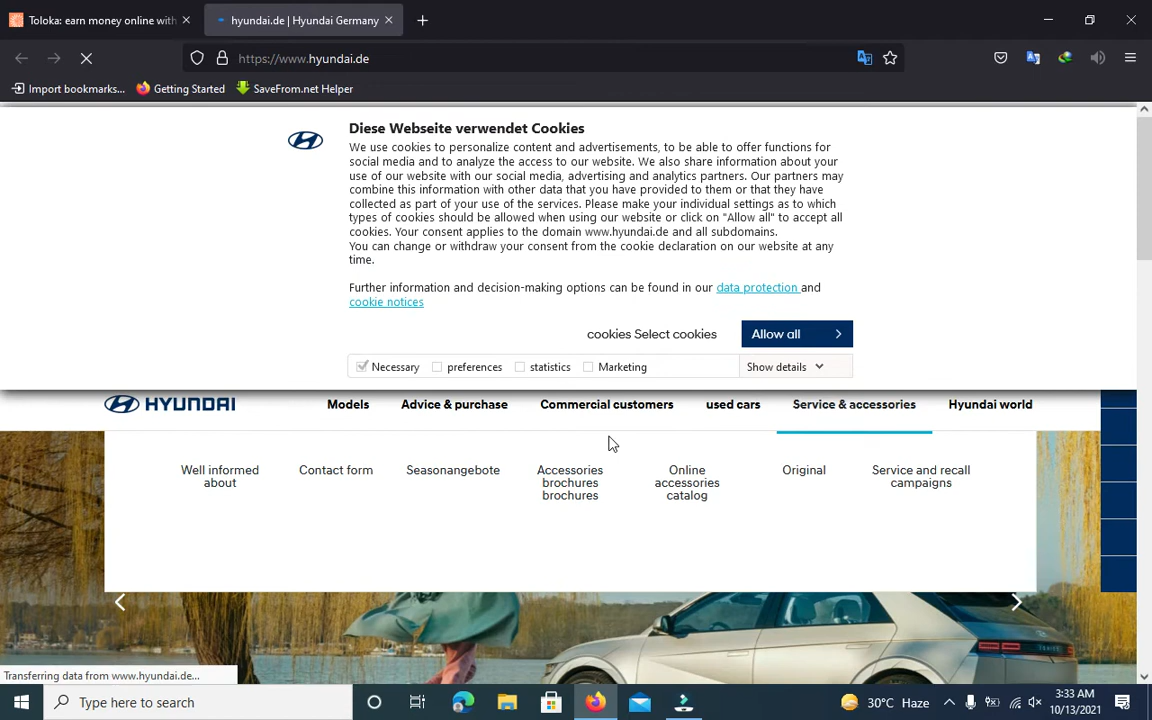 Toloka: earn money online with
hyundai.de | Hyundai Germany
https://www.hyundai.de
Import bookmarks...
Getting Started
SaveFrom.net Helper
Diese Webseite verwendet Cookies
We use cookies to personalize content and advertisements, to be able to offer functions for
social media and to analyze the access to our website. We also share information about your
use of our website with our social media, advertising and analytics partners. Our partners may
combine this information with other data that you have provided to them or that they have
collected as part of your use of the services. Please make your individual settings as to which
types of cookies should be allowed when using our website or click on "Allow all" to accept all
cookies. Your consent applies to the domain www.hyundai.de and all subdomains.
You can change or withdraw your consent from the cookie declaration on our website at any
time.
Further information and decision-making options can be found in our data protection and
cookie notices
cookies Select cookies
Allow all
Necessary preferences statistics Marketing Show details
HYUNDAI
Models Advice & purchase Commercial customers used cars Service & accessories Hyundai world
Well informed
about
Contact form
Seasonangebote
Accessories
brochures
brochures
Online
accessories
catalog
Original
Service and recall
campaigns
Transferring data from www.hyundai.de...
Type here to search
30°C Haze
3:33 AM
10/13/2021